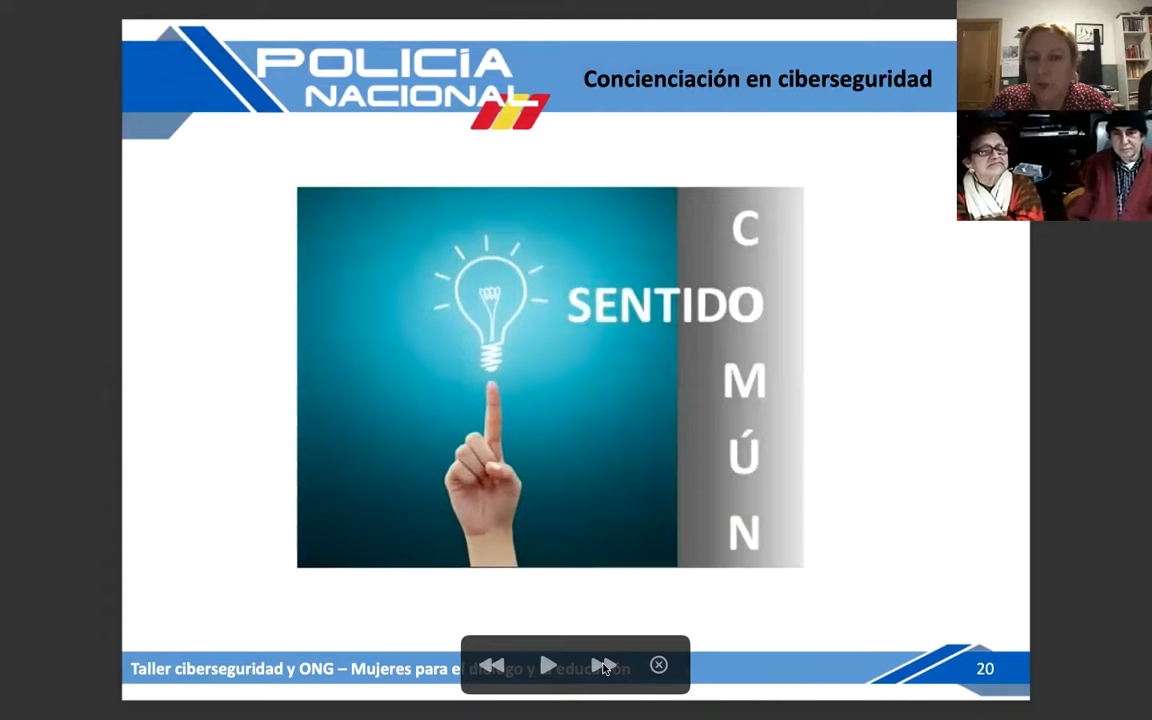 POLICÍA
NACIONAL
Concienciación en ciberseguridad
SENTIDO
C
O
M
Ú
N
Taller ciberseguridad y ONG – Mujeres para el diálogo y la educación
20